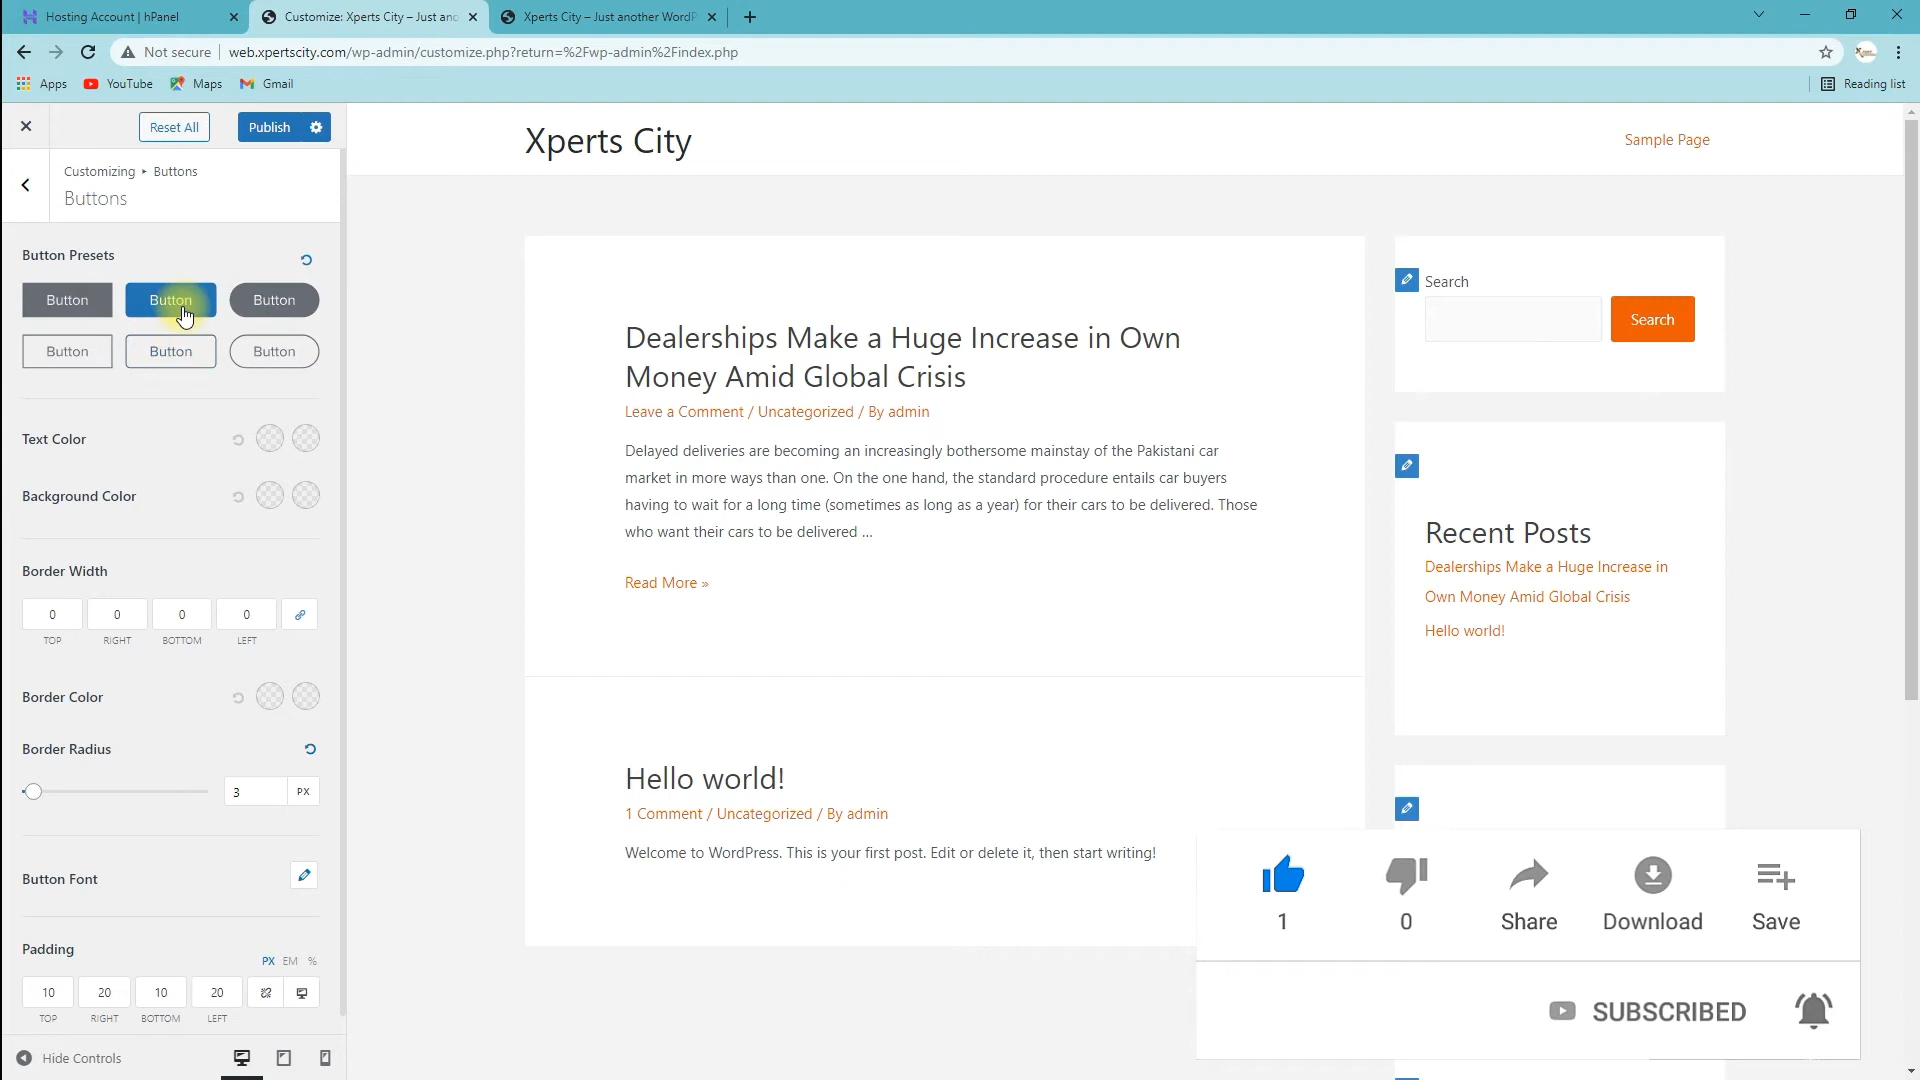 Hosting Account | hPanel
Customize: Xperts City – Just ano
Xperts City – Just another WordP
Not secure
web.xpertscity.com/wp-admin/customize.php?return=%2Fwp-admin%2Findex.php
Apps
YouTube
Maps
Gmail
Reading list
Reset All
Publish
Customizing ▸ Buttons
Buttons
Button Presets
Button
Button
Button
Button
Button
Button
Text Color
Background Color
Border Width
0
0
0
0
TOP
RIGHT
BOTTOM
LEFT
Border Color
Border Radius
3
PX
Button Font
Padding
PX EM %
10
20
10
20
TOP
RIGHT
BOTTOM
LEFT
Hide Controls
Xperts City
Sample Page
Dealerships Make a Huge Increase in Own
Money Amid Global Crisis
Leave a Comment / Uncategorized / By admin
Delayed deliveries are becoming an increasingly bothersome mainstay of the Pakistani car
market in more ways than one. On the one hand, the standard procedure entails car buyers
having to wait for a long time (sometimes as long as a year) for their cars to be delivered. Those
who want their cars to be delivered …
Read More »
Hello world!
1 Comment / Uncategorized / By admin
Welcome to WordPress. This is your first post. Edit or delete it, then start writing!
Search
Search
Recent Posts
Dealerships Make a Huge Increase in
Own Money Amid Global Crisis
Hello world!
1
0
Share
Download
Save
SUBSCRIBED